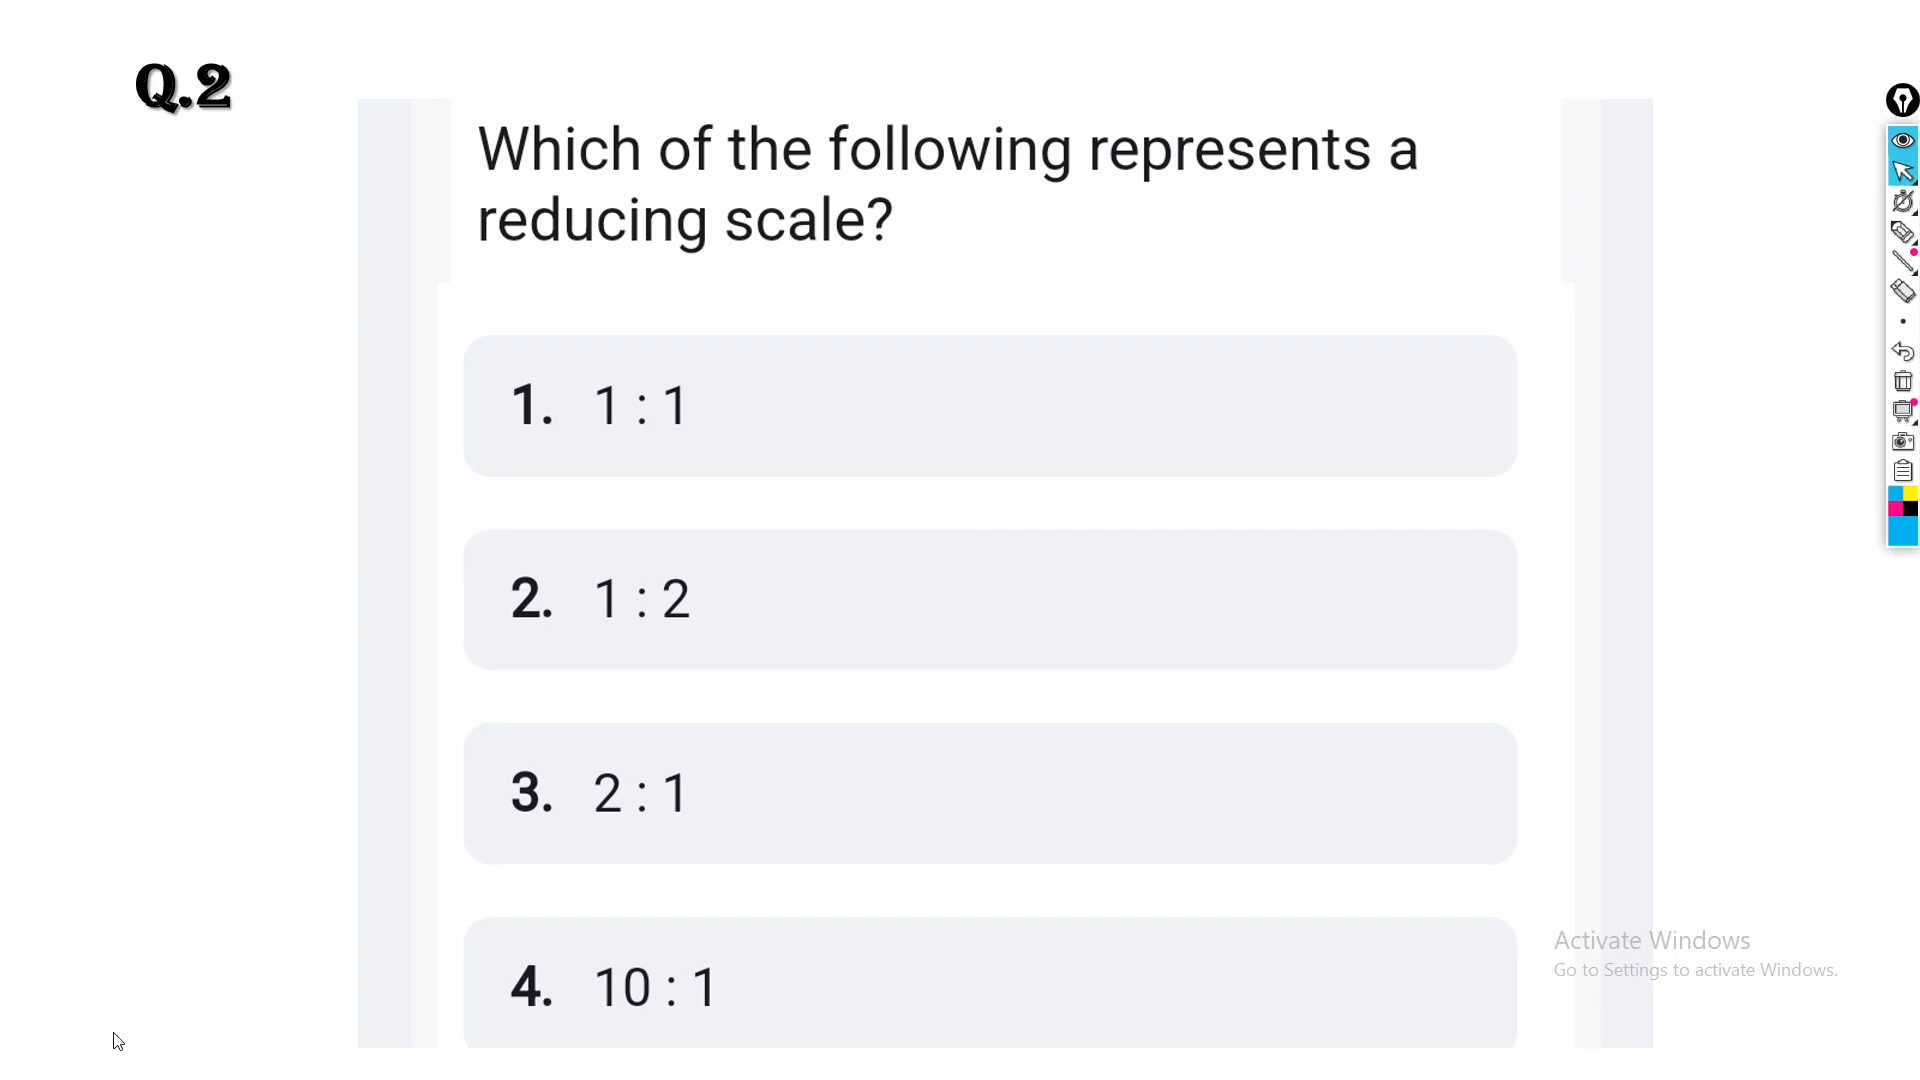 Q.2
Which of the following represents a
reducing scale?
1. 1 : 1
2. 1 : 2
3. 2 : 1
4. 10 : 1
Activate Windows
Go to Settings to activate Windows.